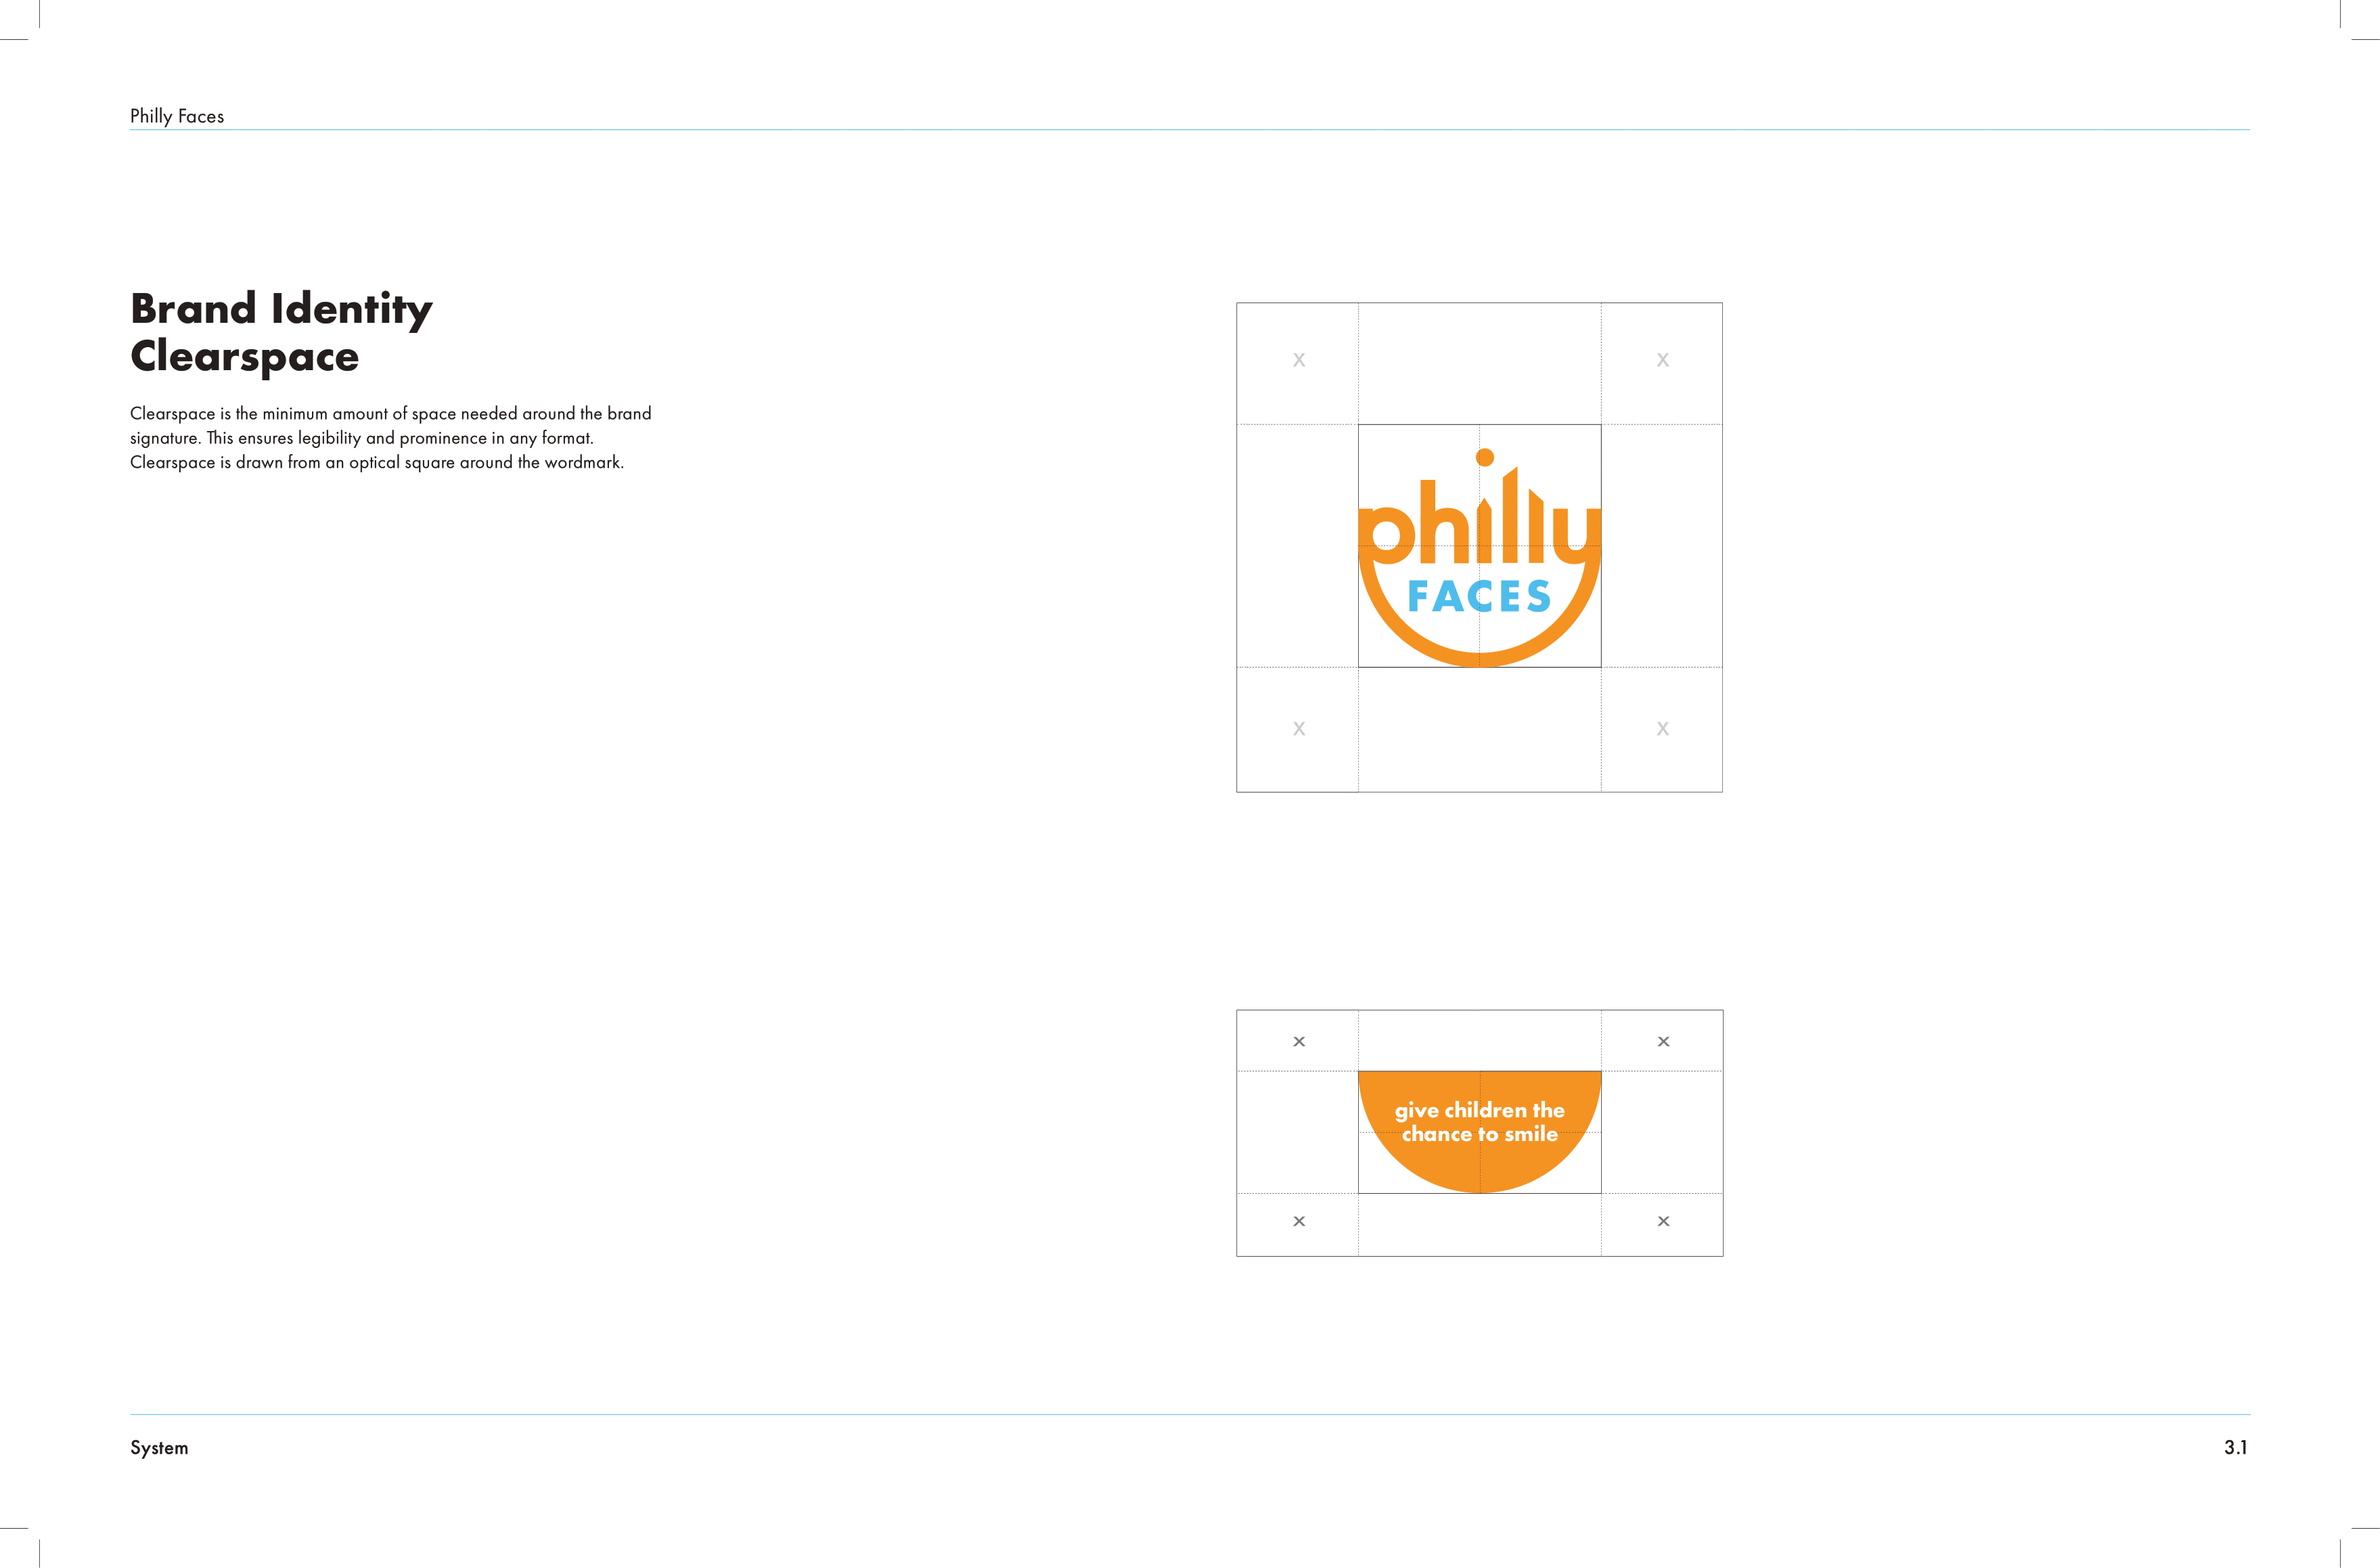 Philly Faces
Brand Identity
Clearspace
Clearspace is the minimum amount of space needed around the brand
signature. This ensures legibility and prominence in any format.
Clearspace is drawn from an optical square around the wordmark.
X X
philly
FACES
X X
x x
give children the
chance to smile
x x
System 3.1